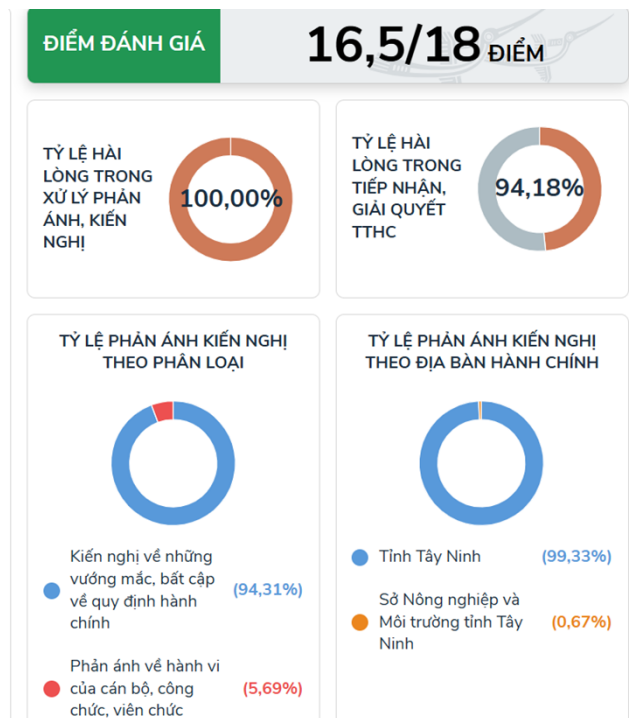 ĐIỂM ĐÁNH GIÁ
16,5/18 ĐIỂM
TỶ LỆ HÀI
LÒNG TRONG
XỬ LÝ PHẢN
ÁNH, KIẾN
NGHỊ
100,00%
TỶ LỆ HÀI
LÒNG TRONG
TIẾP NHẬN,
GIẢI QUYẾT
TTHC
94,18%
TỶ LỆ PHẢN ÁNH KIẾN NGHỊ
THEO PHÂN LOẠI
Kiến nghị về những
vướng mắc, bất cập
về quy định hành
chính
(94,31%)
Phản ánh về hành vi
của cán bộ, công
chức, viên chức
(5,69%)
TỶ LỆ PHẢN ÁNH KIẾN NGHỊ
THEO ĐỊA BÀN HÀNH CHÍNH
Tỉnh Tây Ninh
(99,33%)
Sở Nông nghiệp và
Môi trường tỉnh Tây
Ninh
(0,67%)